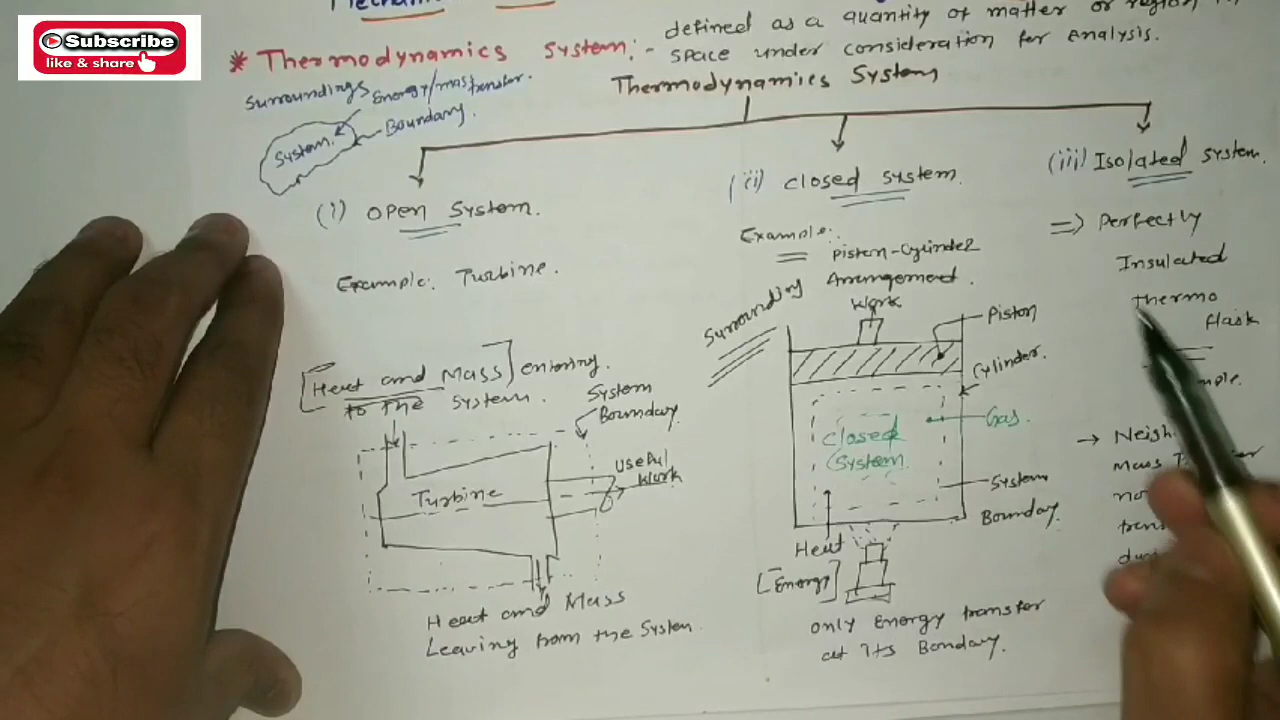 Subscribe
like & share
* Thermodynamics System:-
defined as a quantity of matter or region
space under consideration for analysis.
Surroundings
Energy/mass transfer.
System.
Boundary.
Thermodynamics System
(i) Open System.
Example: Turbine.
[Heat and Mass] entering
to the System.
System
Boundary
Turbine
Useful
Work
Heat and Mass
Leaving from the System
(ii) closed system.
Example:
Piston-Cylinder
Arrangement.
Surrounding
Work
Piston
Cylinder.
Closed
System
Gas.
System
Boundary.
Heat
[Energy]
only Energy transfer
at Its Boundary.
(iii) Isolated System.
=> Perfectly
Insulated
thermo
flask
→ Neigh
Mass
no
tran